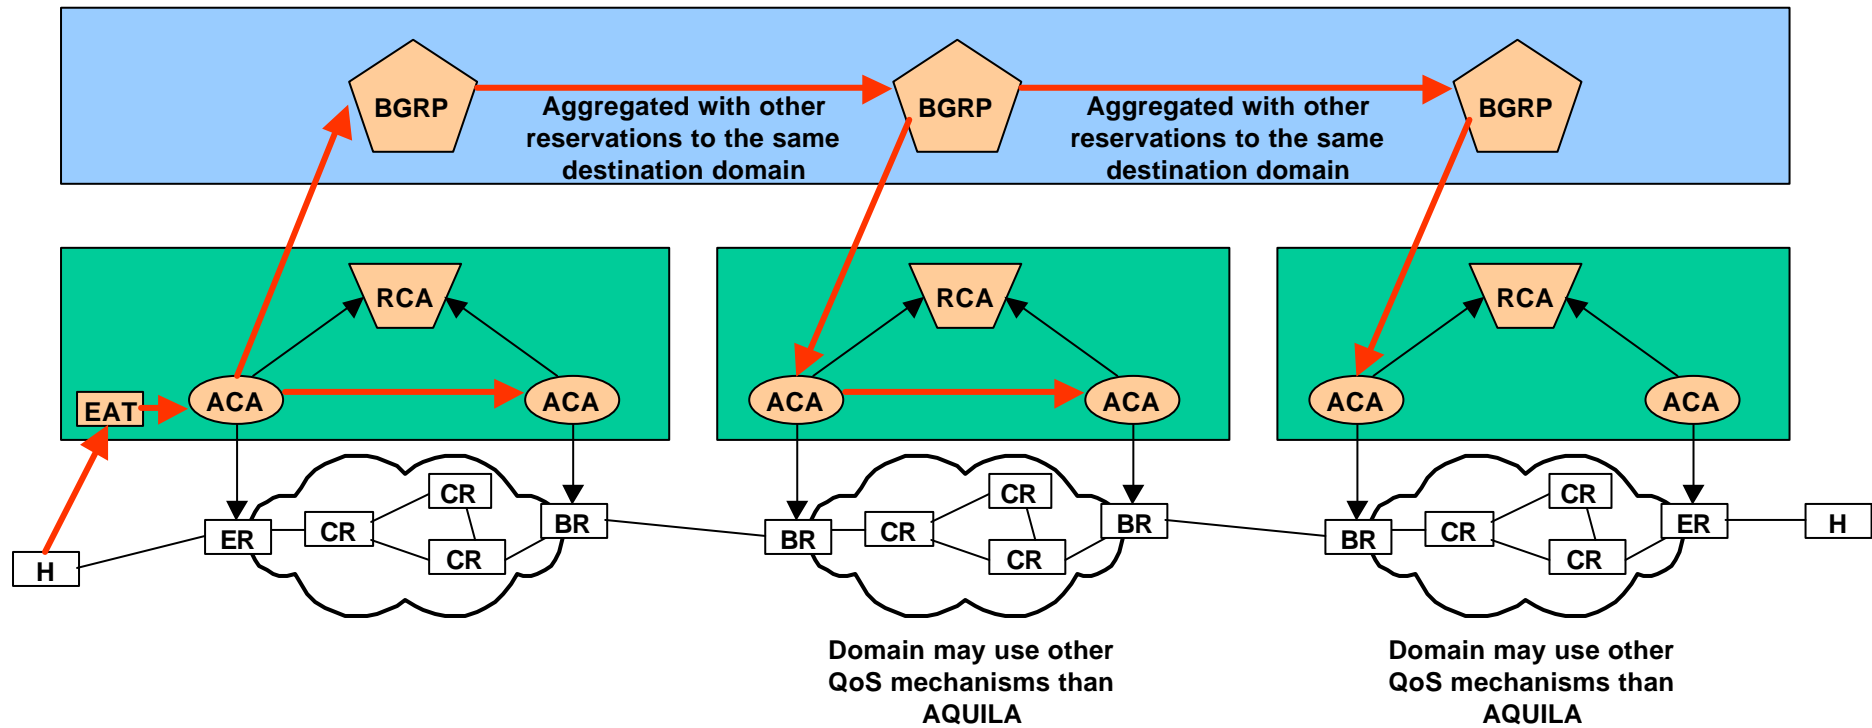 BGRP
Aggregated with other
reservations to the same
destination domain
BGRP
Aggregated with other
reservations to the same
destination domain
BGRP
RCA
RCA
RCA
EAT
ACA
ACA
ACA
ACA
ACA
ACA
H
ER
CR
CR
CR
BR
BR
CR
CR
CR
BR
BR
CR
CR
CR
ER
H
Domain may use other
QoS mechanisms than
AQUILA
Domain may use other
QoS mechanisms than
AQUILA